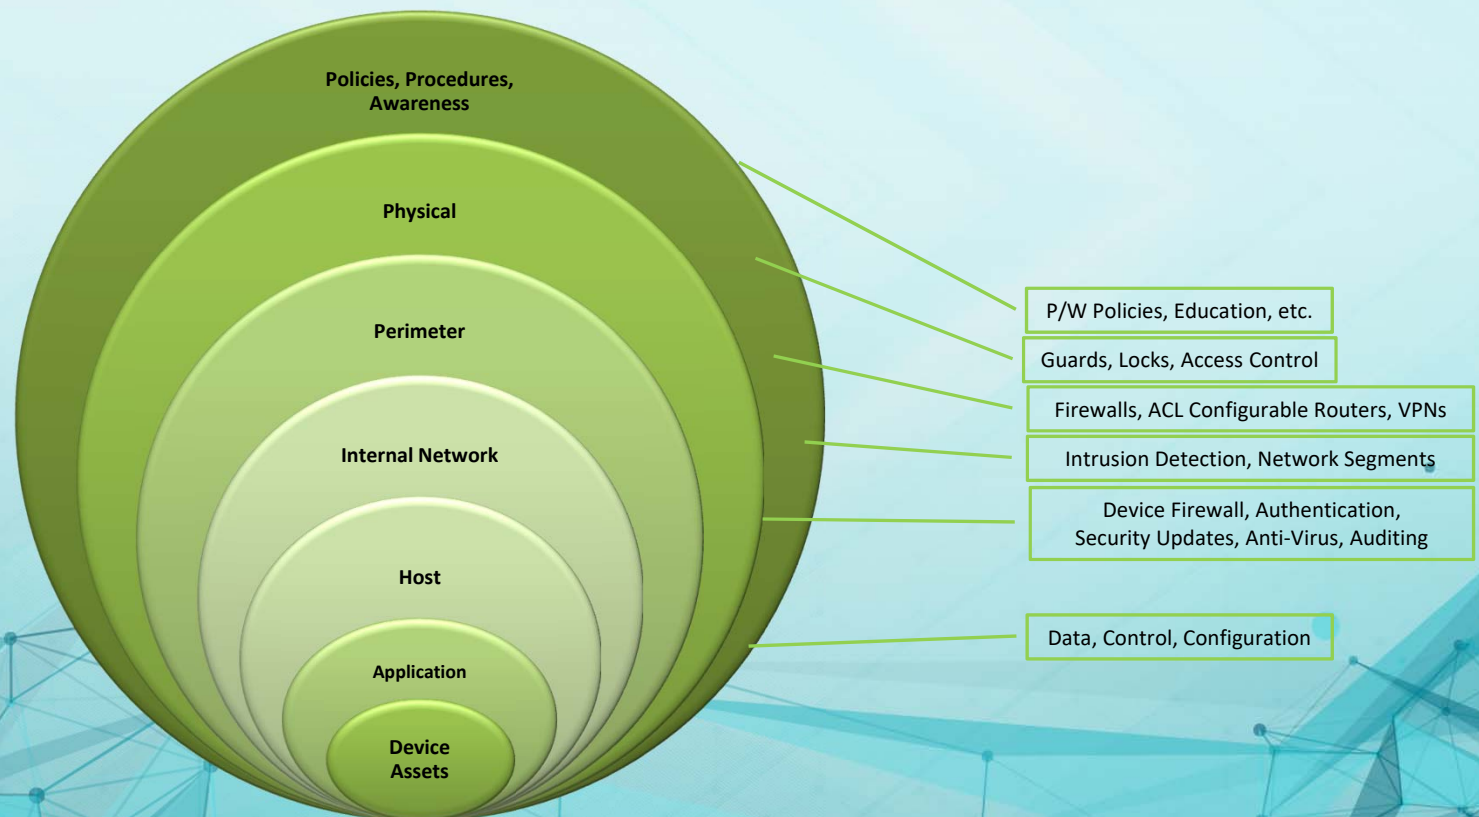 Policies, Procedures,
Awareness
Physical
Perimeter
Internal Network
Host
Application
Device
Assets
P/W Policies, Education, etc.
Guards, Locks, Access Control
Firewalls, ACL Configurable Routers, VPNs
Intrusion Detection, Network Segments
Device Firewall, Authentication,
Security Updates, Anti-Virus, Auditing
Data, Control, Configuration